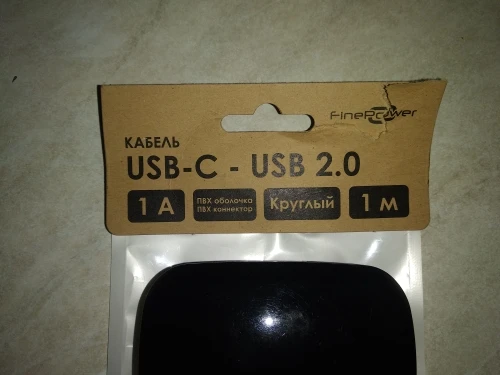 FinePower
КАБЕЛЬ
USB-C - USB 2.0
1 А
ПВХ оболочка
ПВХ коннектор
Круглый
1 м